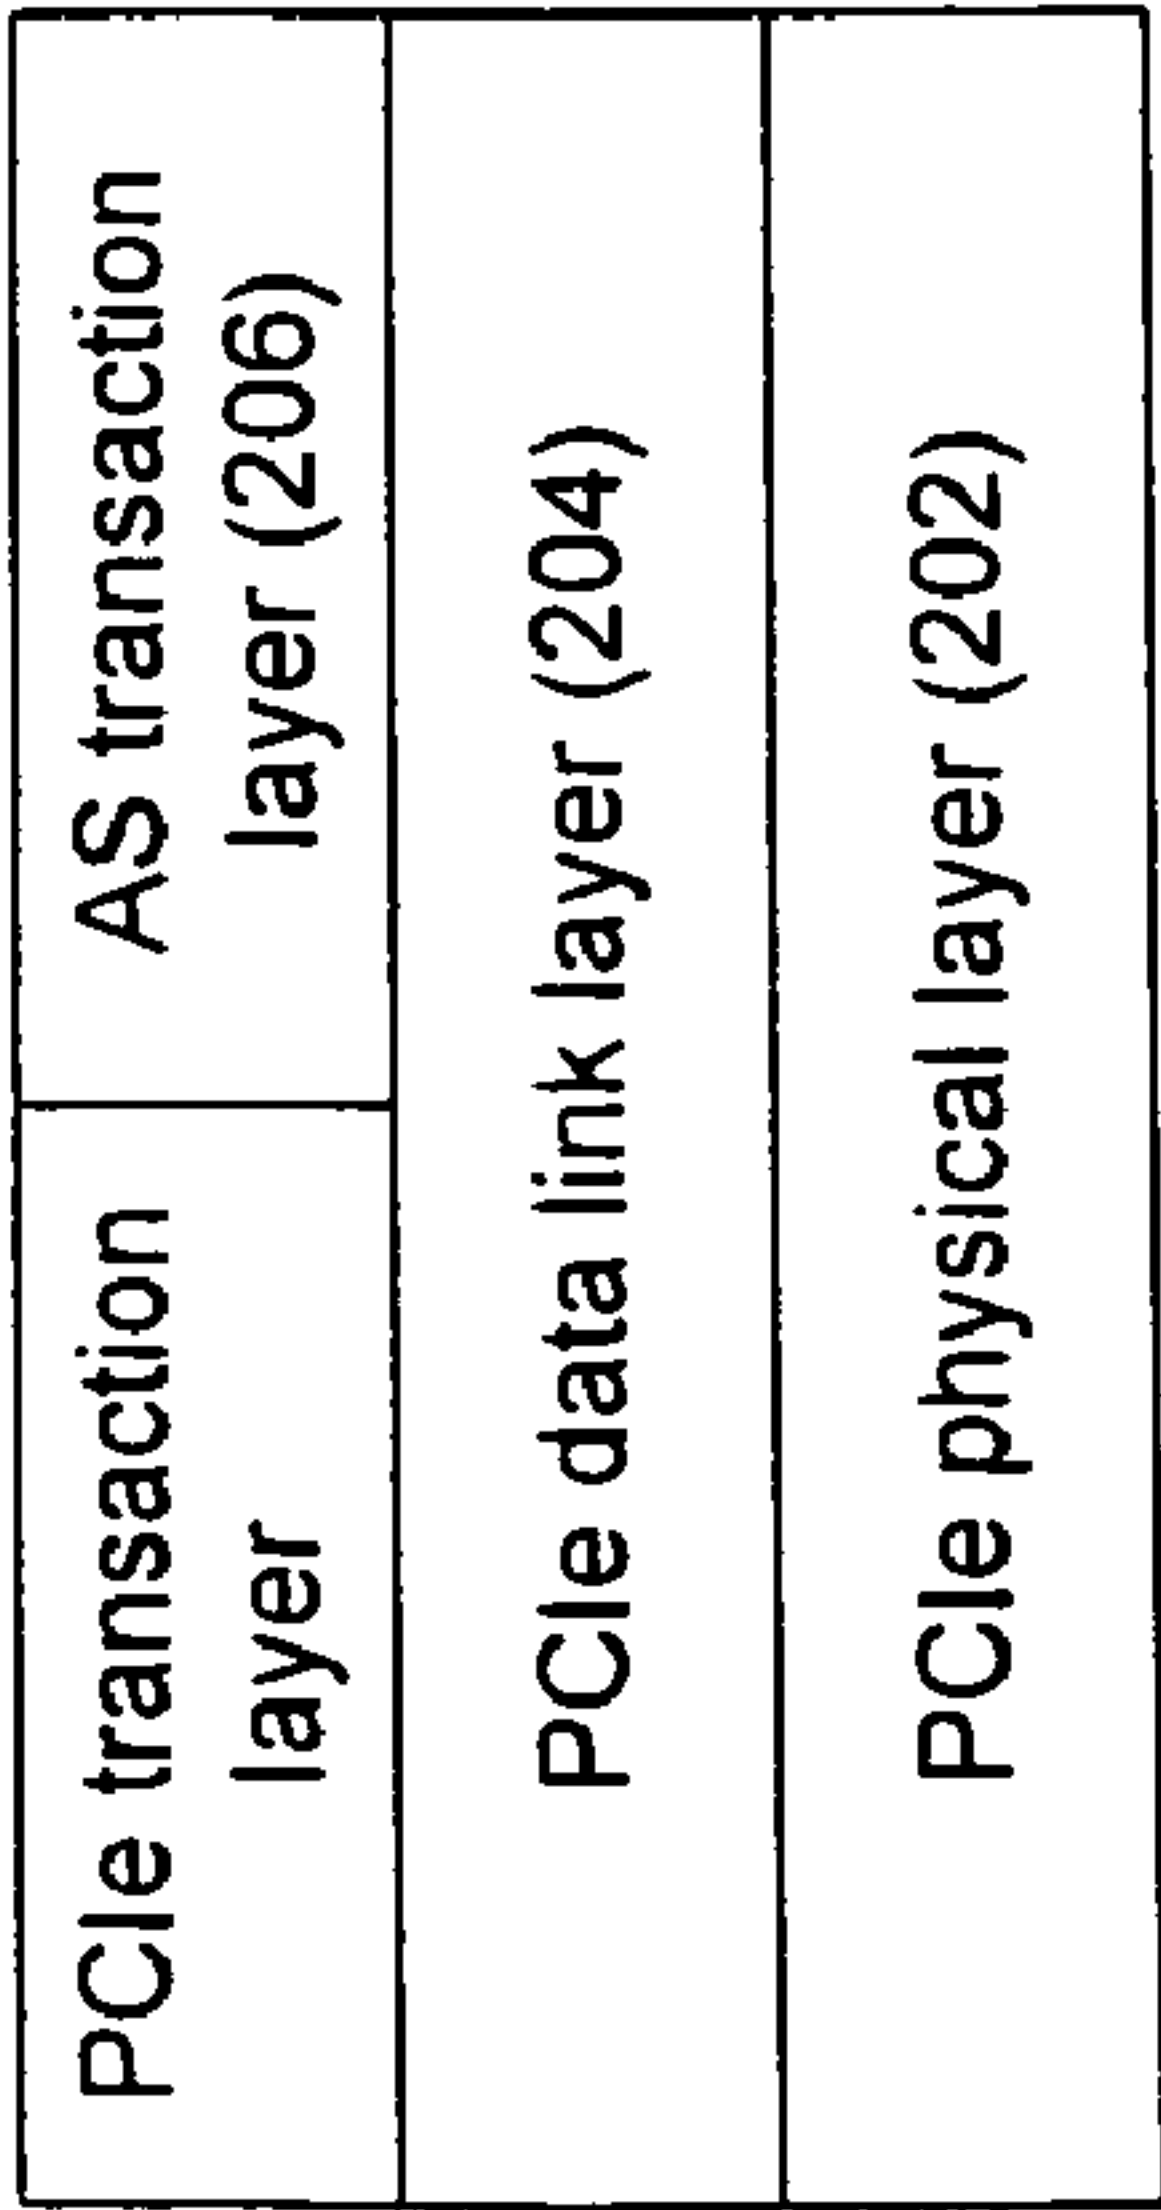 PCIe transaction
layer
AS transaction
layer (206)
PCIe data link layer (204)
PCIe physical layer (202)